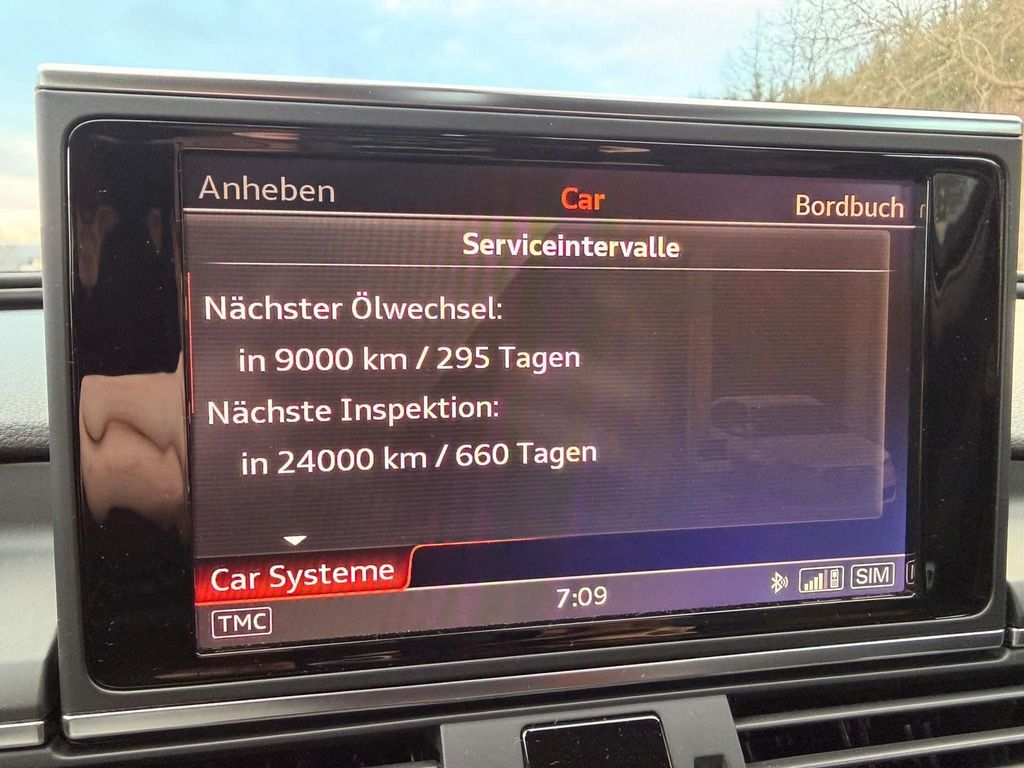 Anheben Car Bordbuch
Serviceintervalle
Nächster Ölwechsel:
in 9000 km / 295 Tagen
Nächste Inspektion:
in 24000 km / 660 Tagen
Car Systeme
7:09 SIM
TMC